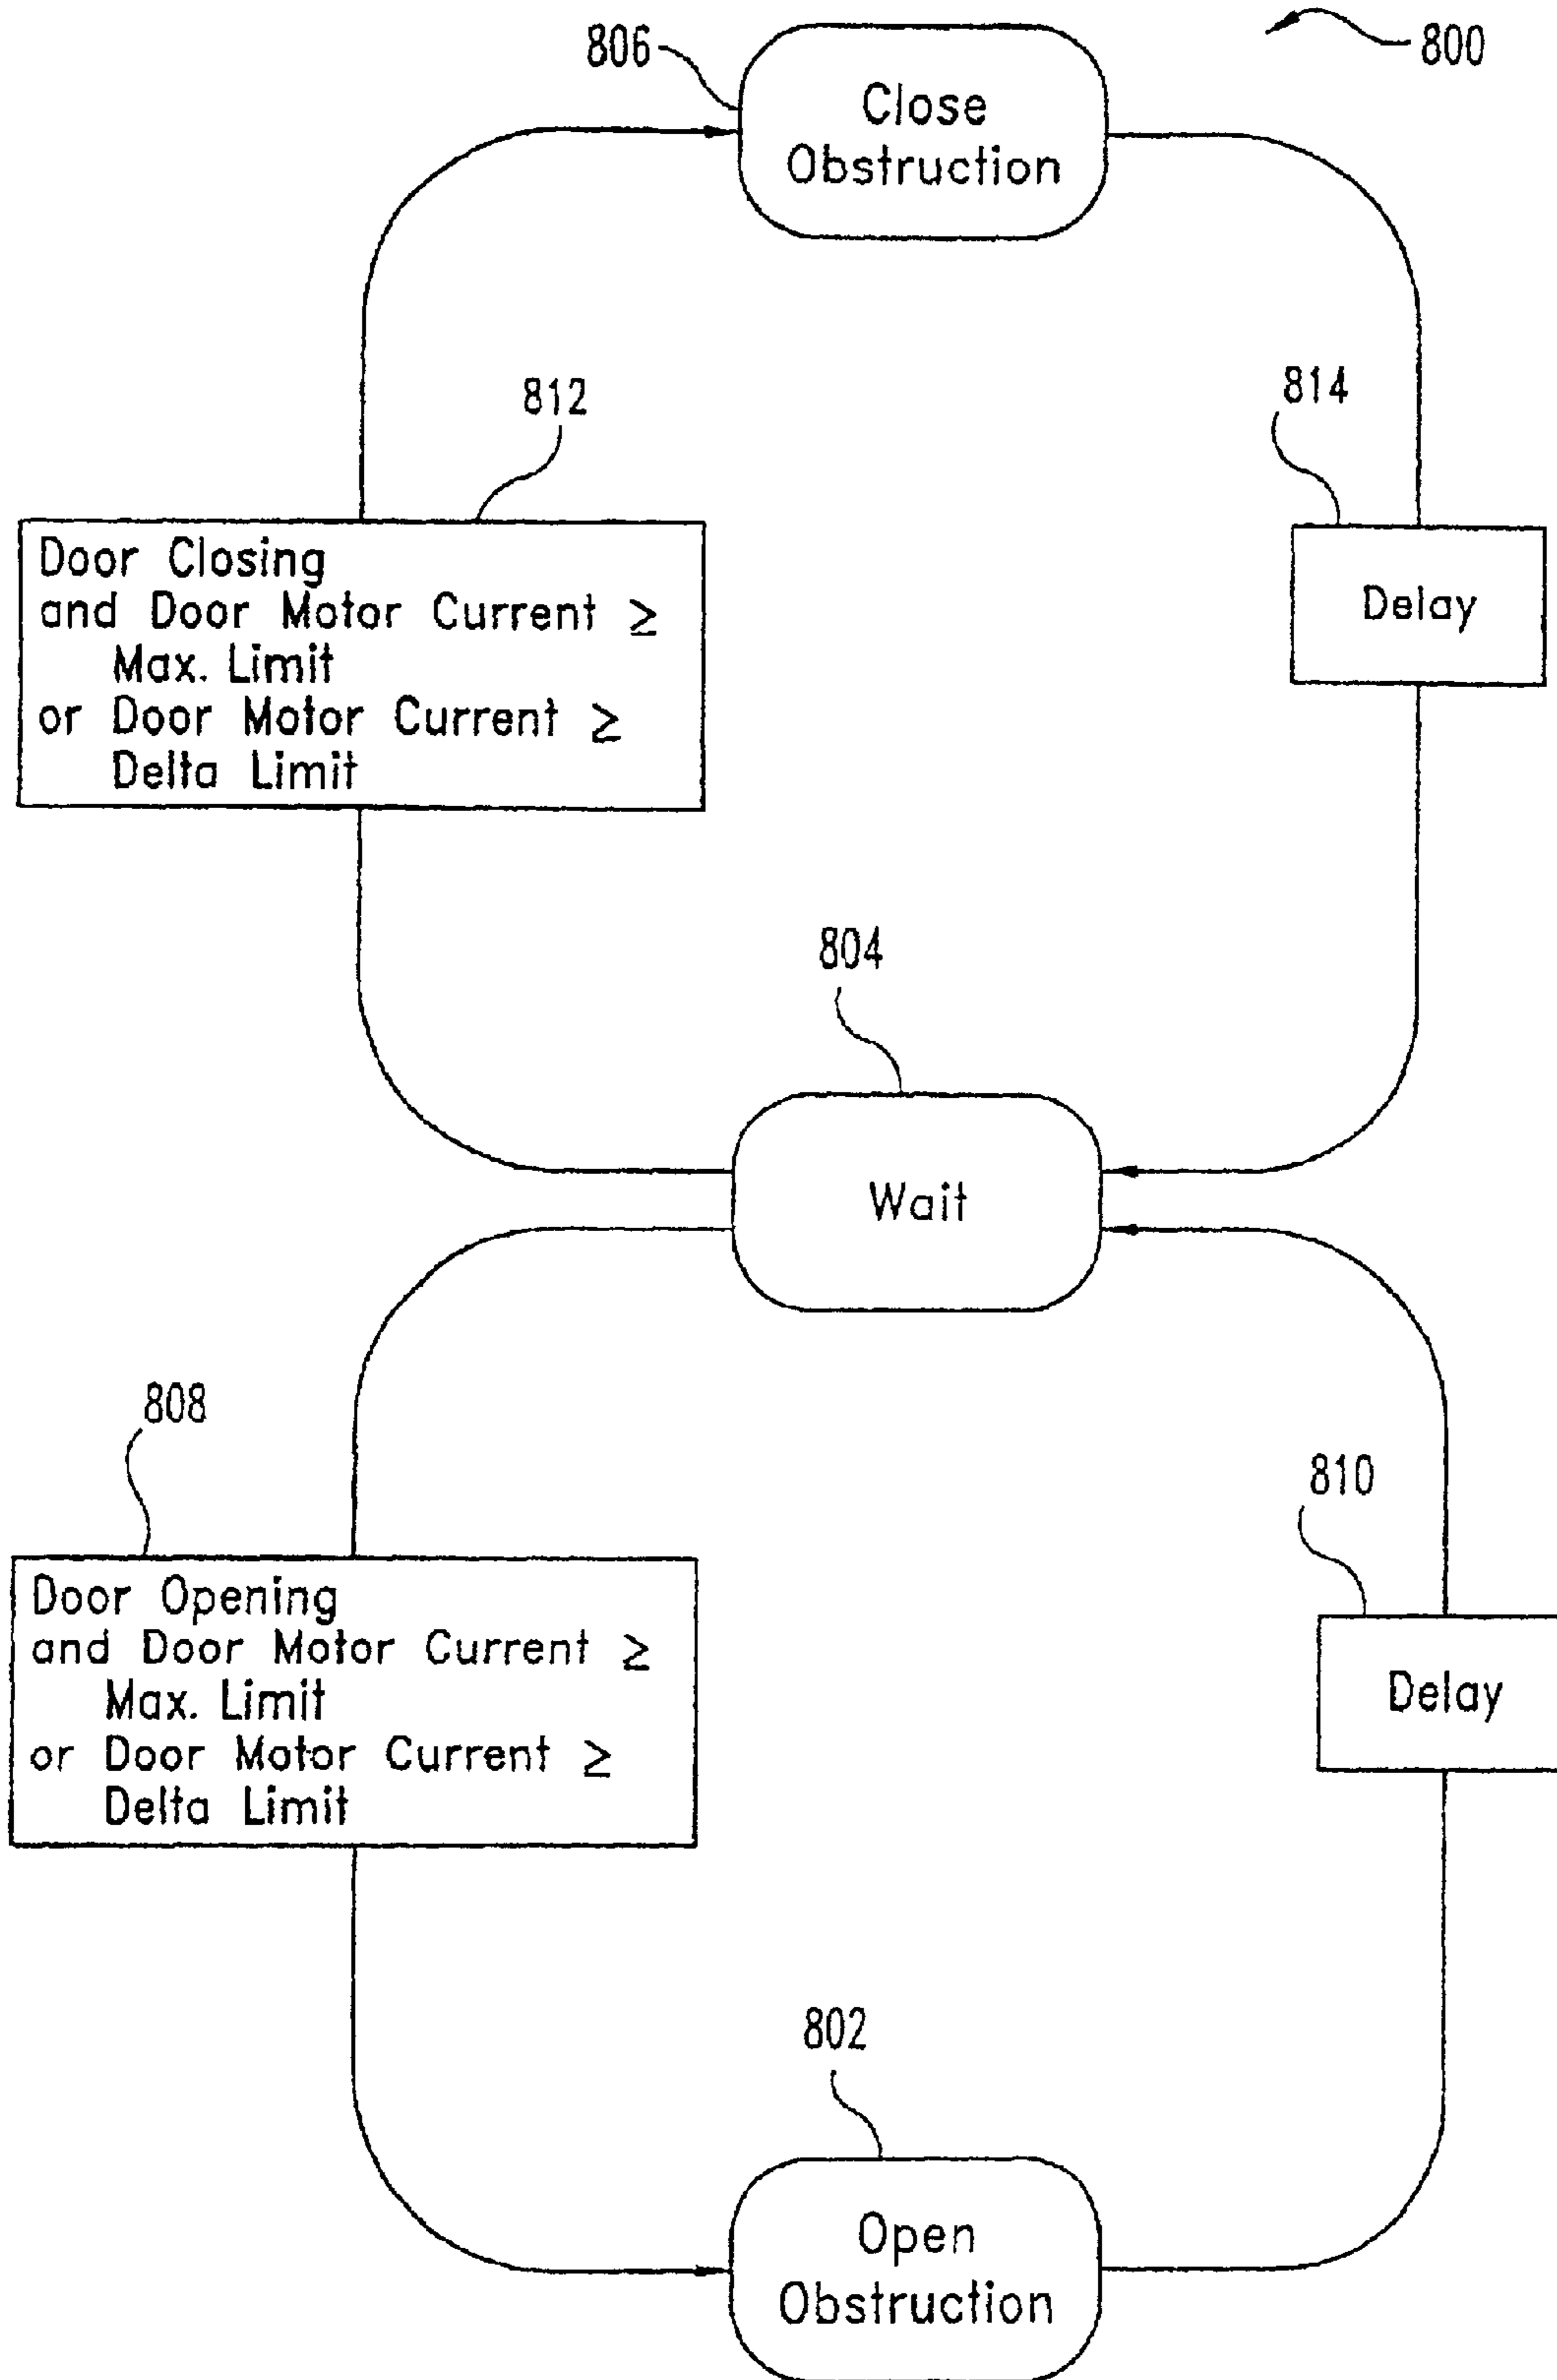 806
800
Close
Obstruction
812
814
Door Closing
and Door Motor Current ≥
Max. Limit
or Door Motor Current ≥
Delta Limit
Delay
804
Wait
808
810
Door Opening
and Door Motor Current ≥
Max. Limit
or Door Motor Current ≥
Delta Limit
Delay
802
Open
Obstruction